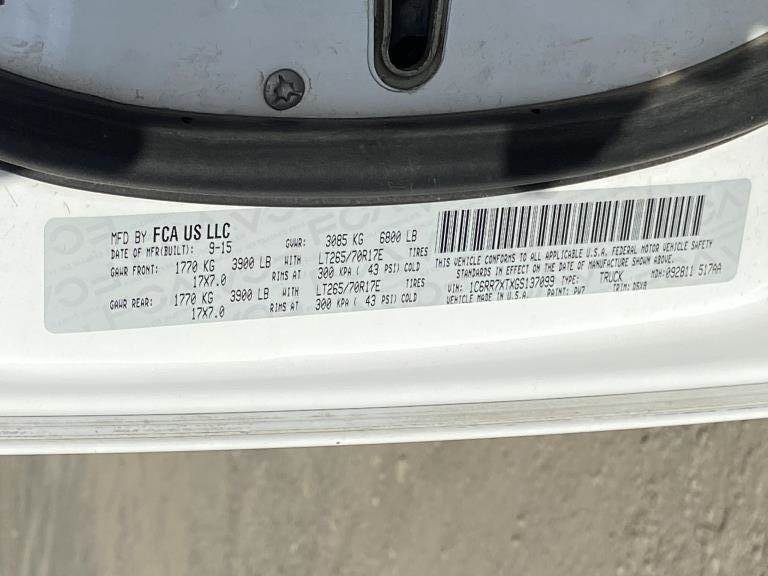 MFD BY FCA US LLC
DATE OF MFR(BUILT): 9-15 GVWR: 3085 KG 6800 LB
GAWR FRONT: 1770 KG 3900 LB WITH LT265/70R17E TIRES
17X7.0 RIMS AT 300 KPA ( 43 PSI) COLD
GAWR REAR: 1770 KG 3900 LB WITH LT265/70R17E TIRES
17X7.0 RIMS AT 300 KPA ( 43 PSI) COLD
THIS VEHICLE CONFORMS TO ALL APPLICABLE U.S.A. FEDERAL MOTOR VEHICLE SAFETY
STANDARDS IN EFFECT ON THE DATE OF MANUFACTURE SHOWN ABOVE.
VIN: 1C6RR7XTXGS137099 TYPE: TRUCK MDH: 092811 517AA
PAINT: PW7 TRIM: D5X8